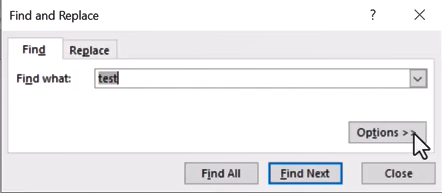 Find and Replace ? ×
Find Replace
Find what: test
Options >>
Find All Find Next Close